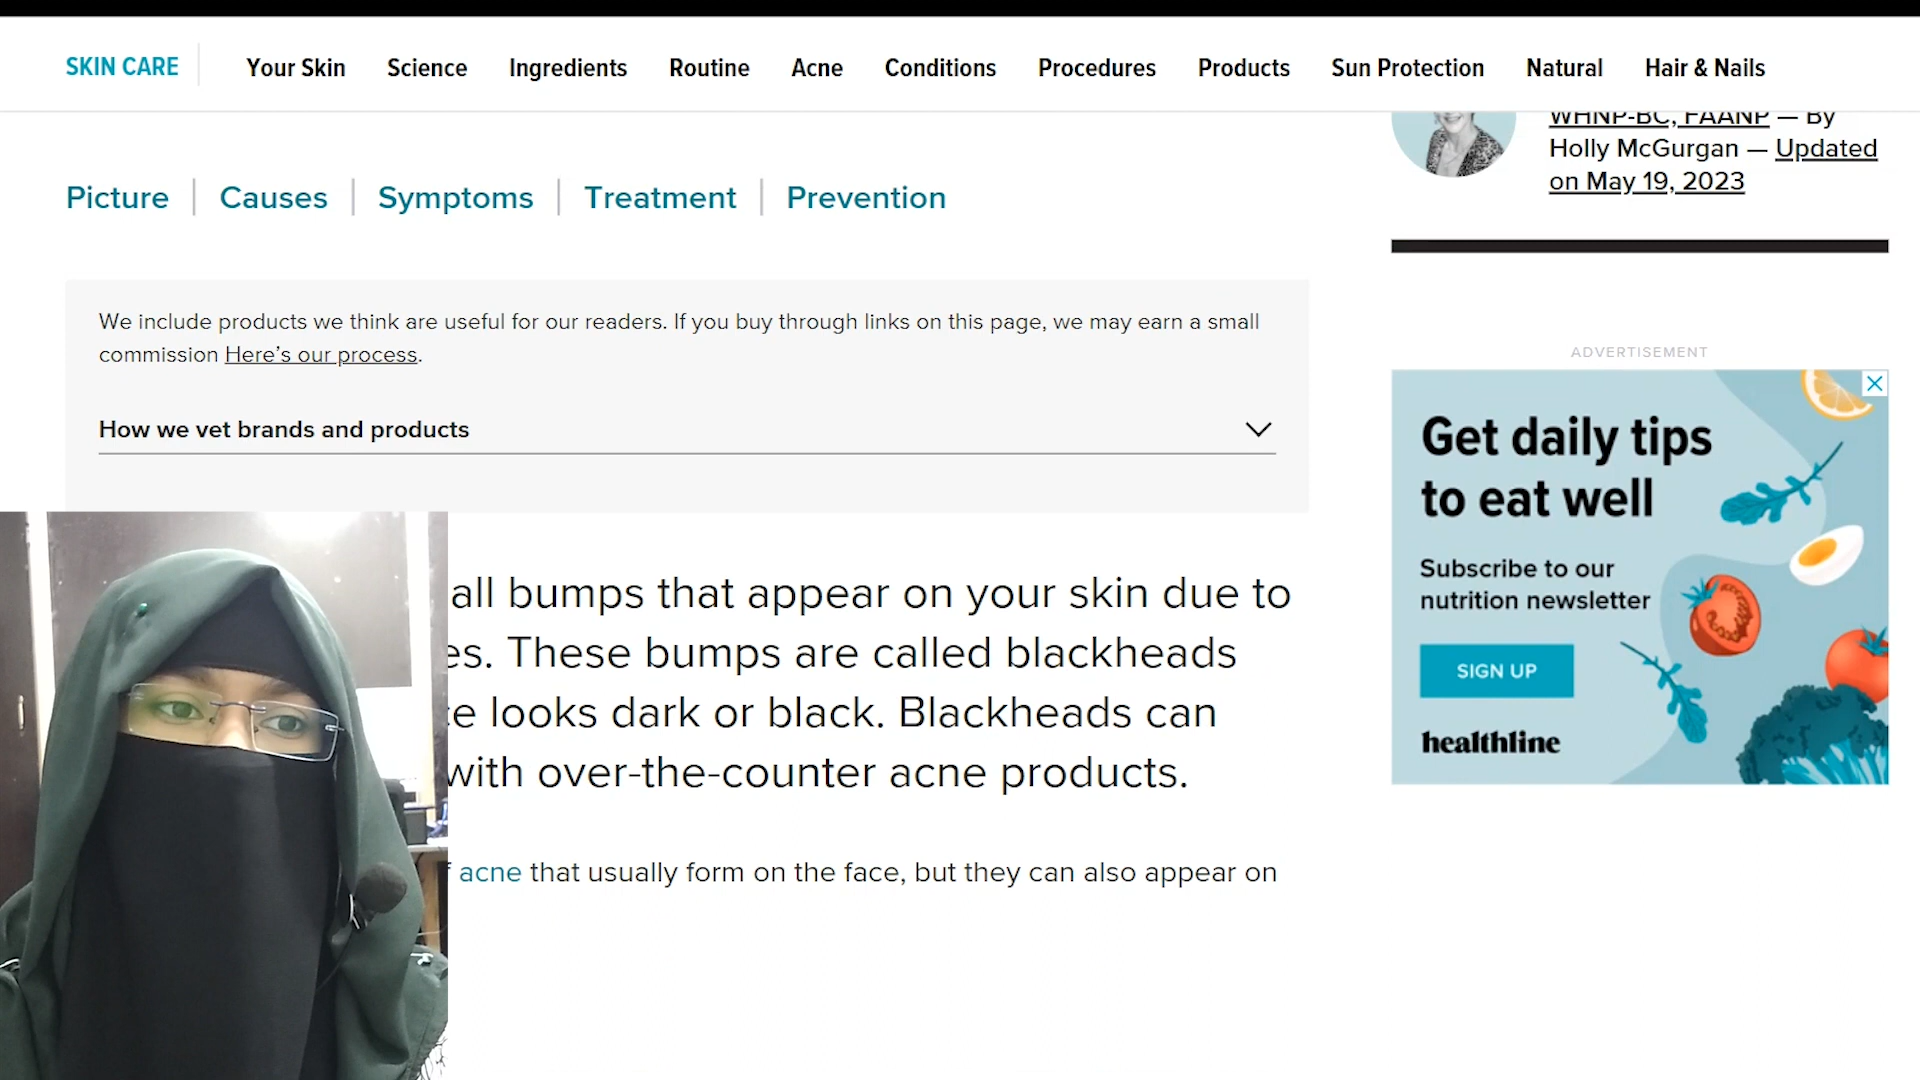 SKIN CARE
Your Skin
Science
Ingredients
Routine
Acne
Conditions
Procedures
Products
Sun Protection
Natural
Hair & Nails
WHNP-BC, FAANP — By
Holly McGurgan — Updated
on May 19, 2023
Picture
Causes
Symptoms
Treatment
Prevention
We include products we think are useful for our readers. If you buy through links on this page, we may earn a small
commission Here’s our process.
How we vet brands and products
all bumps that appear on your skin due to
es. These bumps are called blackheads
e looks dark or black. Blackheads can
with over-the-counter acne products.
acne that usually form on the face, but they can also appear on
ADVERTISEMENT
Get daily tips
to eat well
Subscribe to our
nutrition newsletter
SIGN UP
healthline